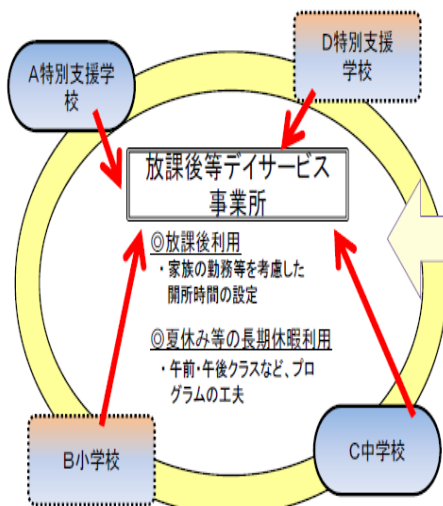 A特別支援学
校
D特別支援
学校
放課後等デイサービス
事業所
◎放課後利用
・家族の勤務等を考慮した
開所時間の設定
◎夏休み等の長期休暇利用
・午前・午後クラスなど、プロ
グラムの工夫
B小学校
C中学校